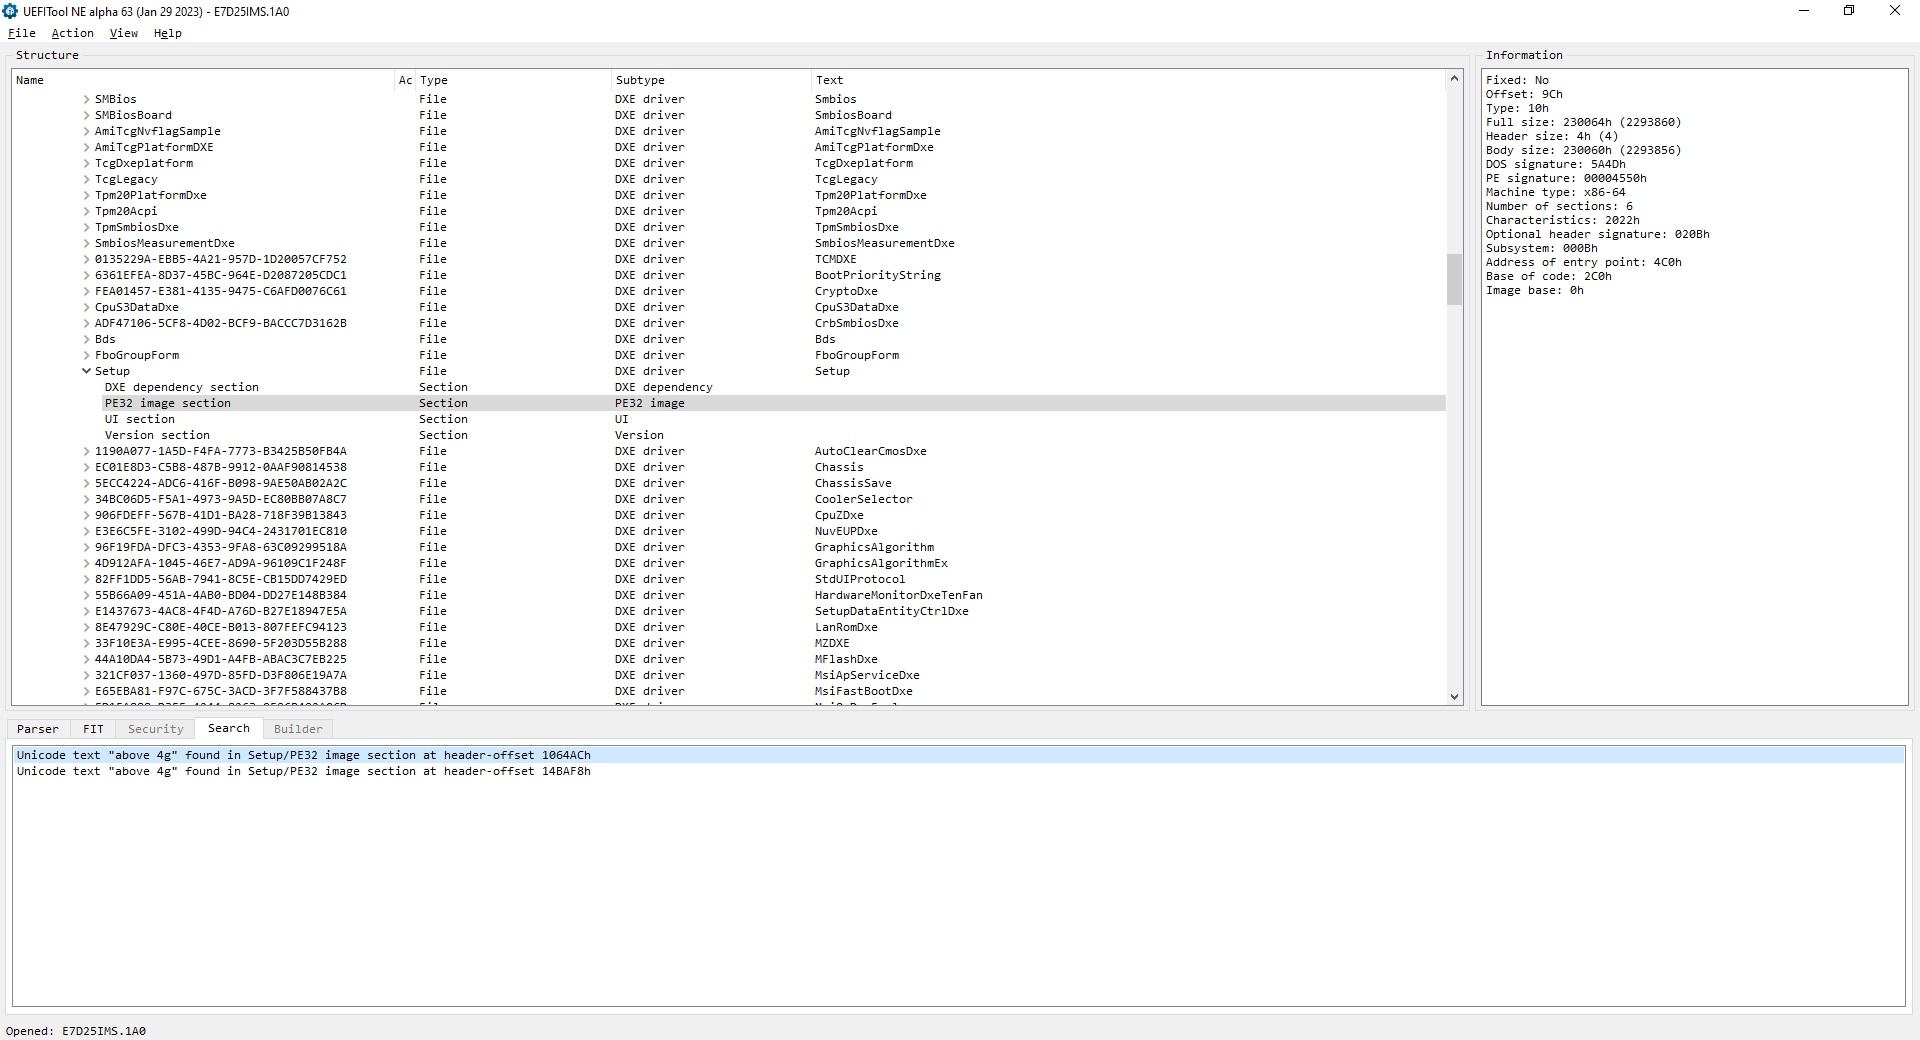 UEFITool NE alpha 63 (Jan 29 2023) - E7D25IMS.1A0
File Action View Help
Structure
Name Ac Type Subtype Text
SMBios File DXE driver Smbios
SMBiosBoard File DXE driver SmbiosBoard
AmiTcgNvflagSample File DXE driver AmiTcgNvflagSample
AmiTcgPlatformDXE File DXE driver AmiTcgPlatformDxe
TcgDxeplatform File DXE driver TcgDxeplatform
TcgLegacy File DXE driver TcgLegacy
Tpm20PlatformDxe File DXE driver Tpm20PlatformDxe
Tpm20Acpi File DXE driver Tpm20Acpi
TpmSmbiosDxe File DXE driver TpmSmbiosDxe
SmbiosMeasurementDxe File DXE driver SmbiosMeasurementDxe
0135229A-EBB5-4A21-957D-1D20057CF752 File DXE driver TCMDXE
6361EFEA-8D37-45BC-964E-D2087205CDC1 File DXE driver BootPriorityString
FEA01457-E381-4135-9475-C6AFD0076C61 File DXE driver CryptoDxe
CpuS3DataDxe File DXE driver CpuS3DataDxe
ADF47106-5CF8-4D02-BCF9-BACCC7D3162B File DXE driver CrbSmbiosDxe
Bds File DXE driver Bds
FboGroupForm File DXE driver FboGroupForm
Setup File DXE driver Setup
DXE dependency section Section DXE dependency
PE32 image section Section PE32 image
UI section Section UI
Version section Section Version
1190A077-1A5D-F4FA-7773-B3425B50FB4A File DXE driver AutoClearCmosDxe
EC01E8D3-C5B8-487B-9912-0AAF90814538 File DXE driver Chassis
5ECC4224-ADC6-416F-B098-9AE50AB02A2C File DXE driver ChassisSave
34BC06D5-F5A1-4973-9A5D-EC80BB07A8C7 File DXE driver CoolerSelector
906FDEFF-567B-41D1-BA28-718F39B13843 File DXE driver CpuZDxe
E3E6C5FE-3102-499D-94C4-2431701EC810 File DXE driver NuvEUPDxe
96F19FDA-DFC3-4353-9FA8-63C09299518A File DXE driver GraphicsAlgorithm
4D912AFA-1045-46E7-AD9A-96109C1F248F File DXE driver GraphicsAlgorithmEx
82FF1DD5-56AB-7941-8C5E-CB15DD7429ED File DXE driver StdUIProtocol
55B66A09-451A-4AB0-BD04-DD27E148B384 File DXE driver HardwareMonitorDxeTenFan
E1437673-4AC8-4F4D-A76D-B27E18947E5A File DXE driver SetupDataEntityCtrlDxe
8E47929C-C80E-40CE-B013-807FEFC94123 File DXE driver LanRomDxe
33F10E3A-E995-4CEE-8690-5F203D55B288 File DXE driver MZDXE
44A10DA4-5B73-49D1-A4FB-ABAC3C7EB225 File DXE driver MFlashDxe
321CF037-1360-497D-85FD-D3F806E19A7A File DXE driver MsiApServiceDxe
E65EBA81-F97C-675C-3ACD-3F7F588437B8 File DXE driver MsiFastBootDxe
Information
Fixed: No
Offset: 9Ch
Type: 10h
Full size: 230064h (2293860)
Header size: 4h (4)
Body size: 230060h (2293856)
DOS signature: 5A4Dh
PE signature: 00004550h
Machine type: x86-64
Number of sections: 6
Characteristics: 2022h
Optional header signature: 020Bh
Subsystem: 000Bh
Address of entry point: 4C0h
Base of code: 2C0h
Image base: 0h
Parser FIT Security Search Builder
Unicode text "above 4g" found in Setup/PE32 image section at header-offset 1064ACh
Unicode text "above 4g" found in Setup/PE32 image section at header-offset 14BAF8h
Opened: E7D25IMS.1A0